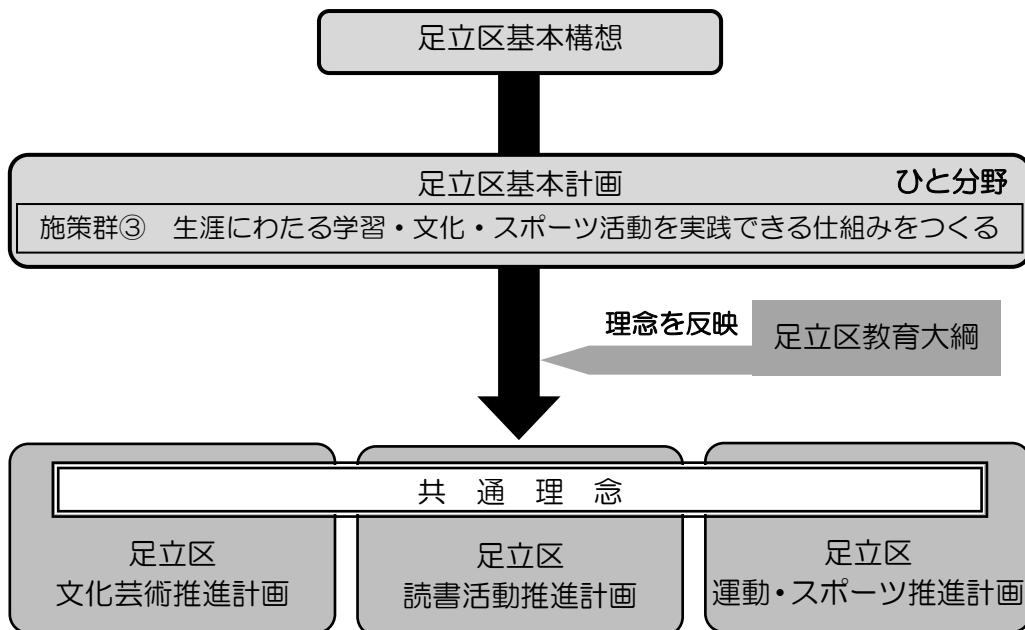 足立区基本構想
足立区基本計画
ひと分野
施策群③ 生涯にわたる学習・文化・スポーツ活動を実践できる仕組みをつくる
理念を反映
足立区教育大綱
共 通 理 念
足立区
文化芸術推進計画
足立区
読書活動推進計画
足立区
運動・スポーツ推進計画